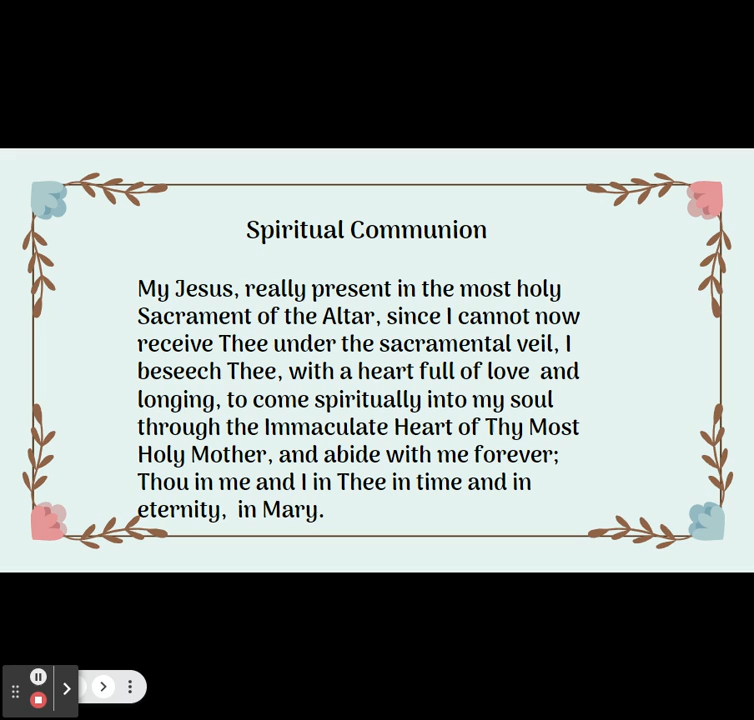 Spiritual Communion
My Jesus, really present in the most holy
Sacrament of the Altar, since I cannot now
receive Thee under the sacramental veil, I
beseech Thee, with a heart full of love and
longing, to come spiritually into my soul
through the Immaculate Heart of Thy Most
Holy Mother, and abide with me forever;
Thou in me and I in Thee in time and in
eternity, in Mary.